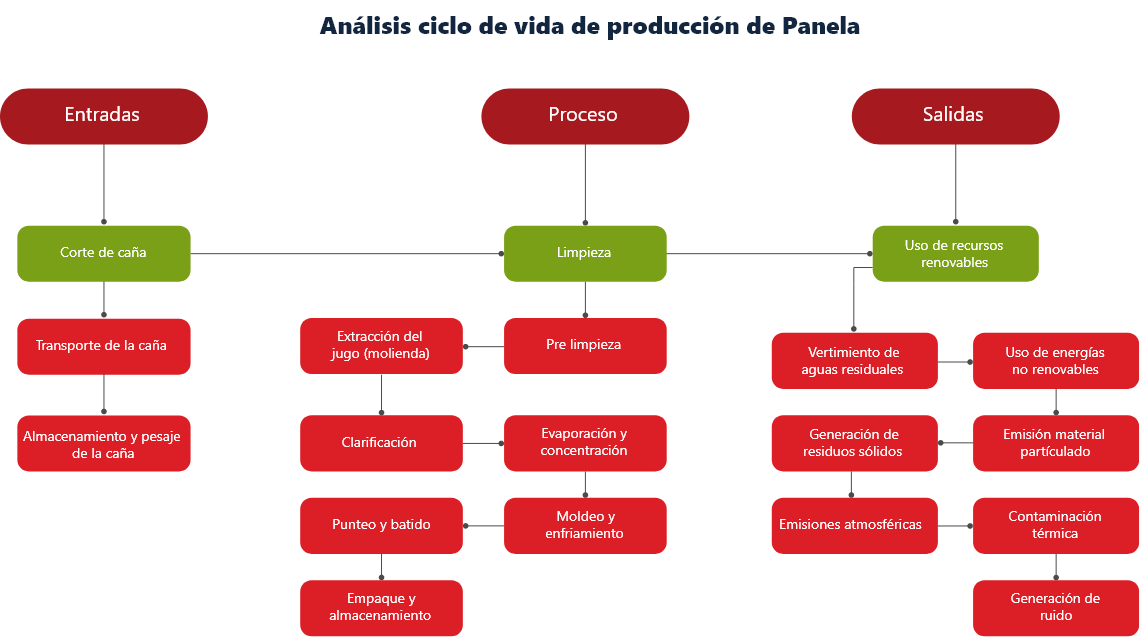 Análisis ciclo de vida de producción de Panela
Entradas
Proceso
Salidas
Corte de caña
Limpieza
Uso de recursos
renovables
Transporte de la caña
Extracción del
jugo (molienda)
Pre limpieza
Vertimiento de
aguas residuales
Uso de energías
no renovables
Almacenamiento y pesaje
de la caña
Clarificación
Evaporación y
concentración
Generación de
residuos sólidos
Emisión material
partículado
Punteo y batido
Moldeo y
enfriamiento
Emisiones atmosféricas
Contaminación
térmica
Empaque y
almacenamiento
Generación de
ruido